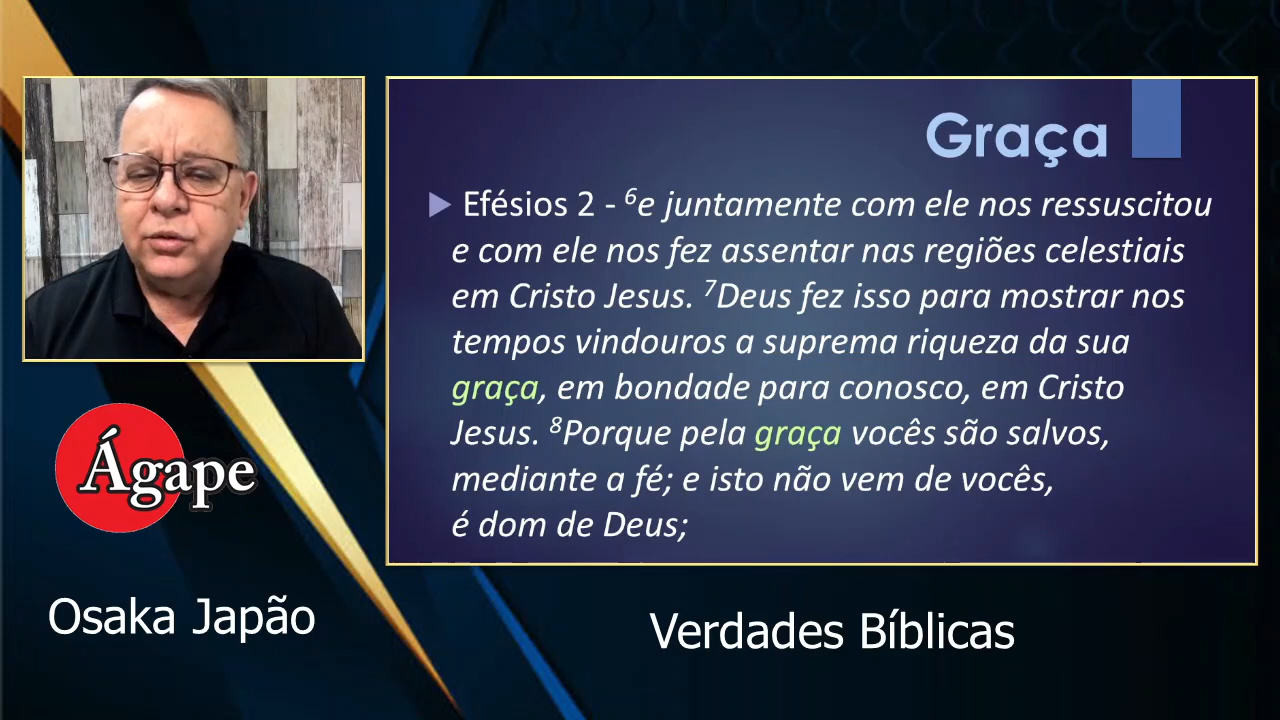 Graça
Efésios 2 - ⁶e juntamente com ele nos ressuscitou
e com ele nos fez assentar nas regiões celestiais
em Cristo Jesus. ⁷Deus fez isso para mostrar nos
tempos vindouros a suprema riqueza da sua
graça, em bondade para conosco, em Cristo
Jesus. ⁸Porque pela graça vocês são salvos,
mediante a fé; e isto não vem de vocês,
é dom de Deus;
Ágape
Osaka Japão
Verdades Bíblicas